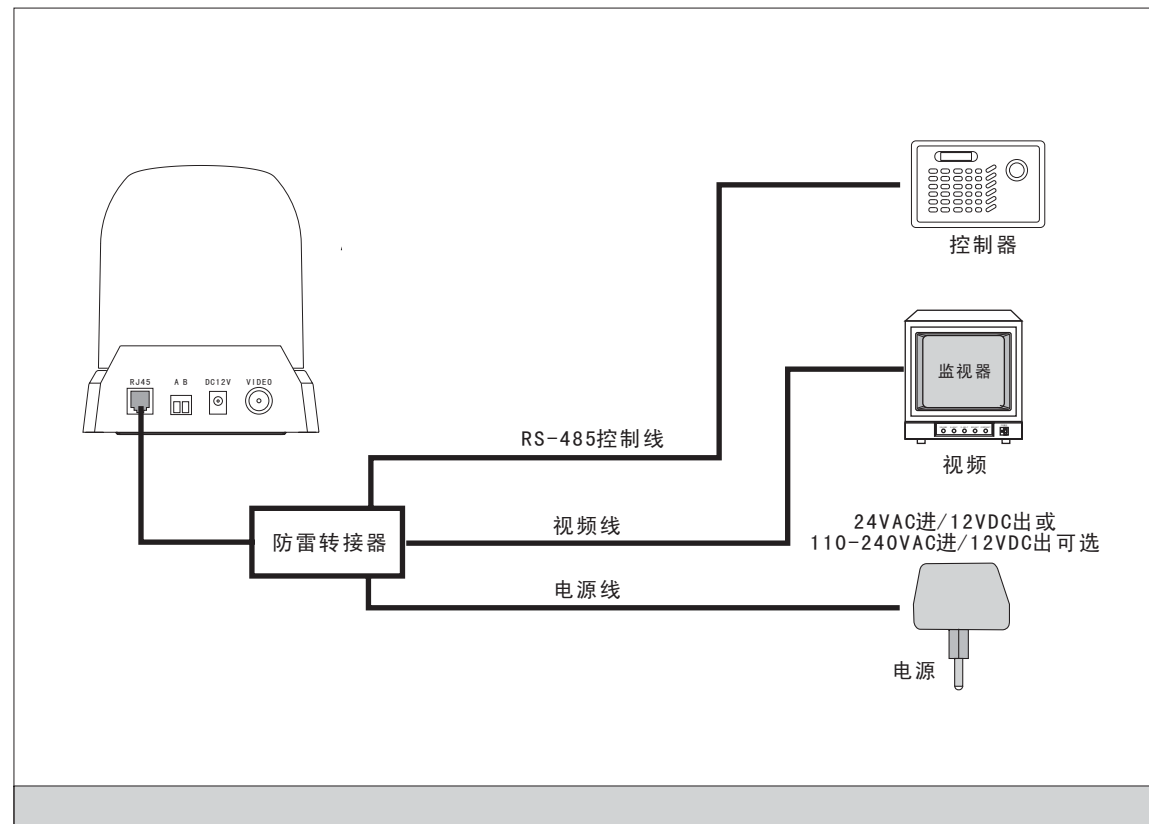 控制器
RJ45 A B DC12V VIDEO
监视器
RS-485控制线
视频
防雷转接器
视频线
24VAC进/12VDC出或
110-240VAC进/12VDC出可选
电源线
电源